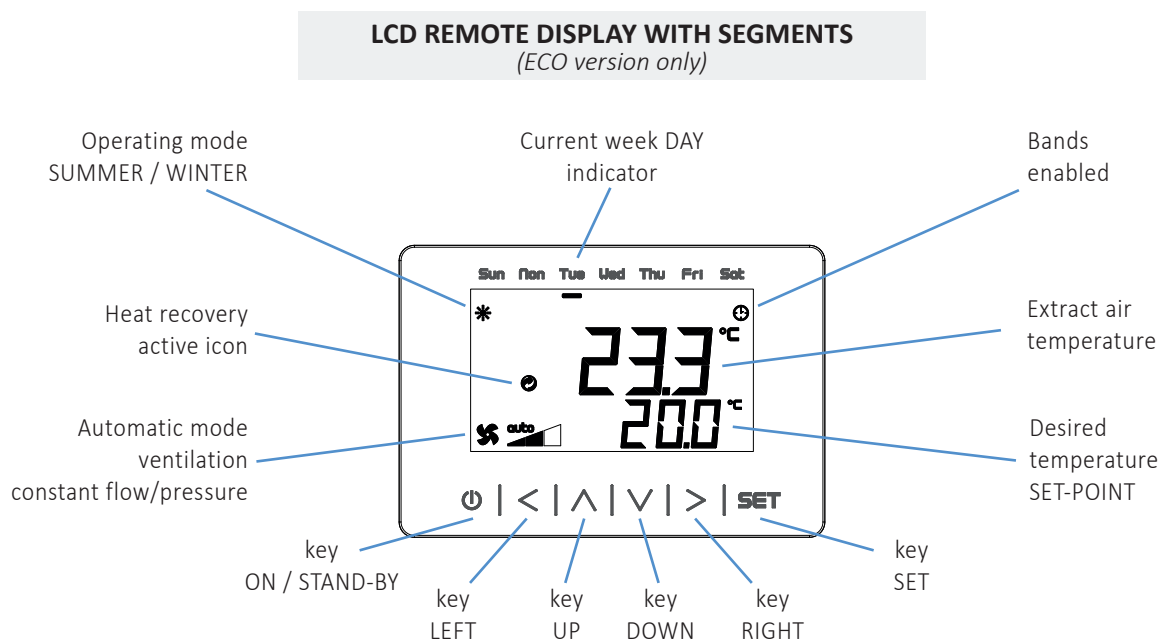 LCD REMOTE DISPLAY WITH SEGMENTS
(ECO version only)
Operating mode
SUMMER / WINTER
Current week DAY
indicator
Bands
enabled
Sun Mon Tue Wed Thu Fri Sat
Heat recovery
active icon
23.3 °C
Extract air
temperature
Automatic mode
ventilation
constant flow/pressure
auto
20.0 °C
Desired
temperature
SET-POINT
< | ∧ | ∨ | > | SET
key
ON / STAND-BY
key
LEFT
key
UP
key
DOWN
key
RIGHT
key
SET